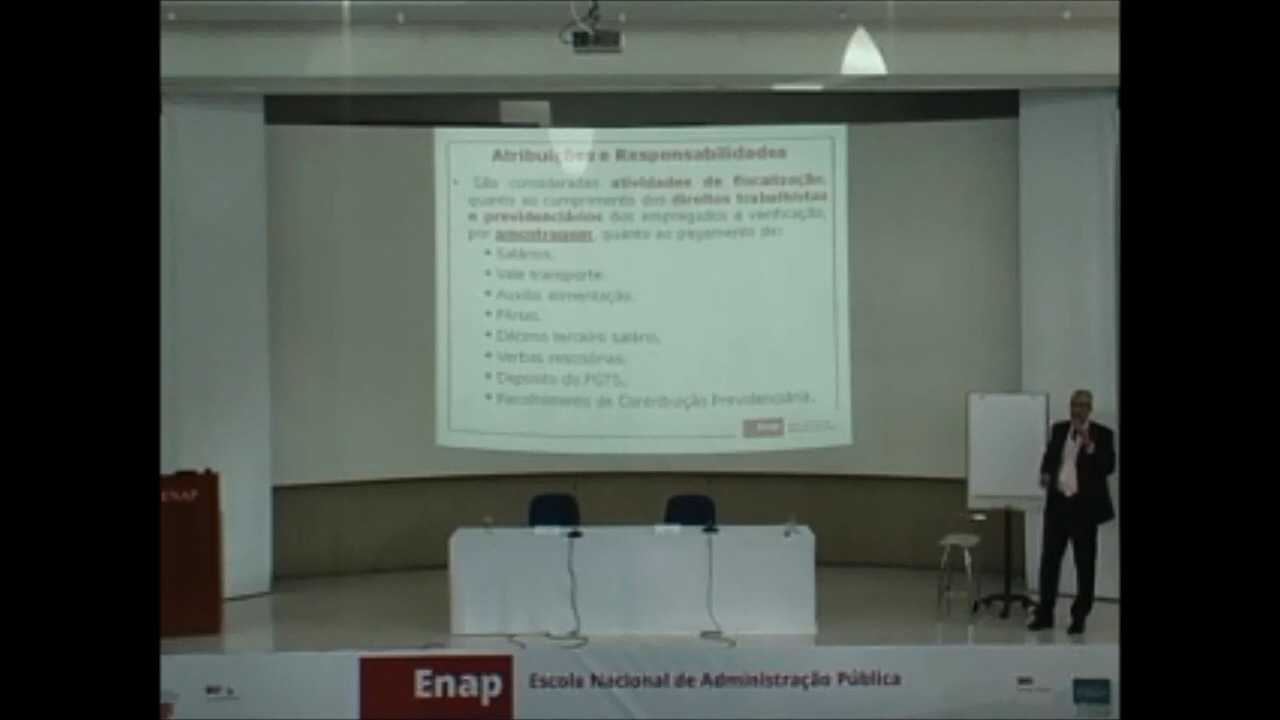 Atribuições e Responsabilidades
• São consideradas atividades de fiscalização,
quanto ao cumprimento dos direitos trabalhistas
e previdenciários dos empregados a verificação,
por amostragem, quanto ao pagamento de:
• Salários.
• Vale transporte.
• Auxílio alimentação.
• Férias.
• Décimo terceiro salário.
• Verbas rescisórias.
• Depósito do FGTS.
• Recolhimento de Contribuição Previdenciária.
Enap
ENAP
Enap Escola Nacional de Administração Pública